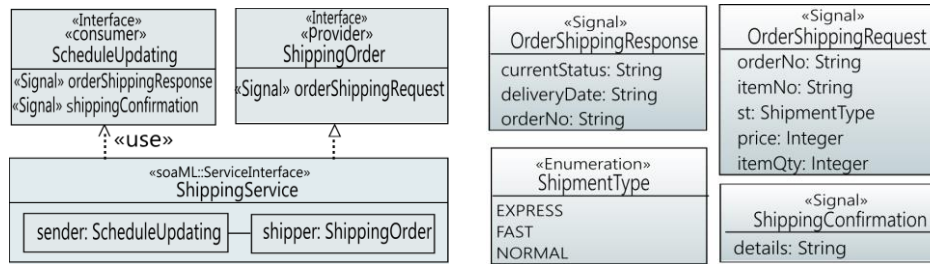 «Interface»
«consumer»
ScheduleUpdating
«Signal» orderShippingResponse
«Signal» shippingConfirmation
«Interface»
«provider»
ShippingOrder
«Signal» orderShippingRequest
«use»
«soaML::ServiceInterface»
ShippingService
sender: ScheduleUpdating
shipper: ShippingOrder
«Signal»
OrderShippingResponse
currentStatus: String
deliveryDate: String
orderNo: String
«Signal»
OrderShippingRequest
orderNo: String
itemNo: String
st: ShipmentType
price: Integer
itemQty: Integer
«Enumeration»
ShipmentType
EXPRESS
FAST
NORMAL
«Signal»
ShippingConfirmation
details: String